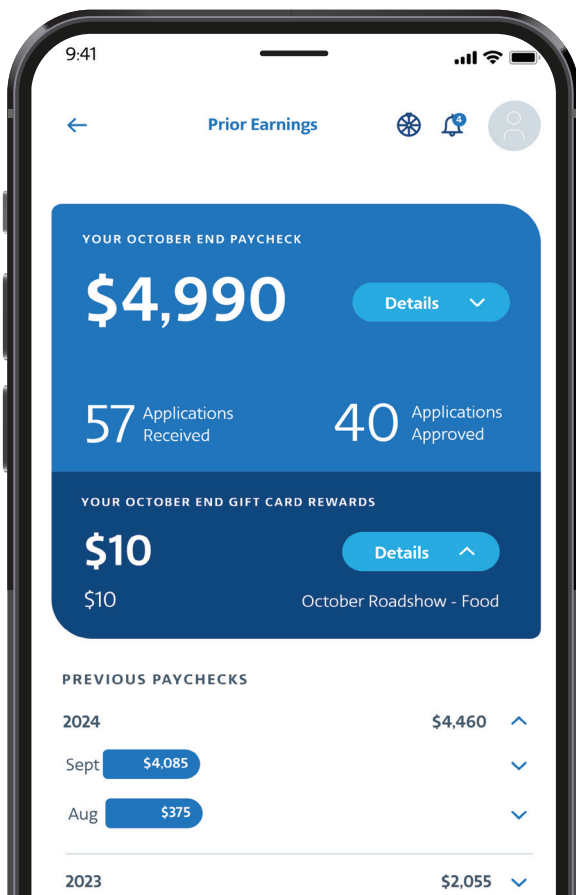 9:41
Prior Earnings
4
YOUR OCTOBER END PAYCHECK
$4,990
Details
57 Applications Received
40 Applications Approved
YOUR OCTOBER END GIFT CARD REWARDS
$10
Details
$10
October Roadshow - Food
PREVIOUS PAYCHECKS
2024
$4,460
Sept
$4,085
Aug
$375
2023
$2,055